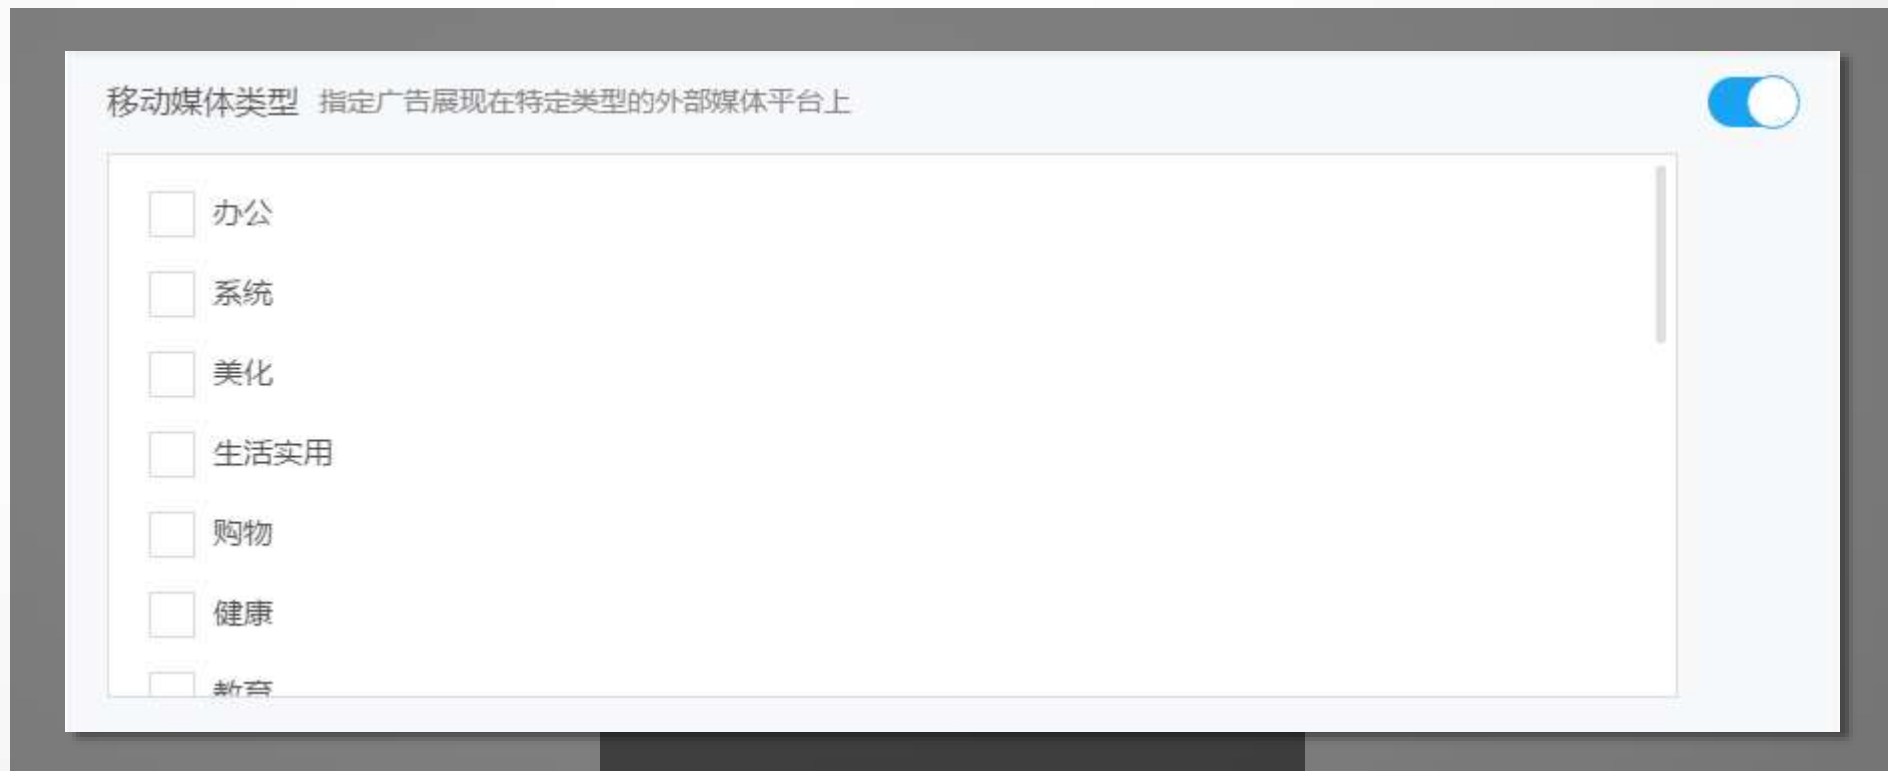 移动媒体类型 指定广告展现在特定类型的外部媒体平台上
办公
系统
美化
生活实用
购物
健康
教育